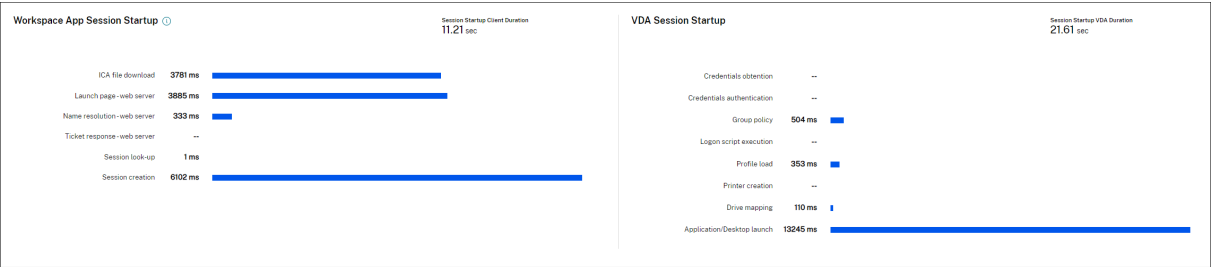 Workspace App Session Startup
Session Startup Client Duration
11.21 sec
ICA file download 3781 ms
Launch page-web server 3885 ms
Name resolution-web server 333 ms
Ticket response-web server --
Session look-up 1 ms
Session creation 6102 ms
VDA Session Startup
Session Startup VDA Duration
21.61 sec
Credentials obtention --
Credentials authentication --
Group policy 504 ms
Logon script execution --
Profile load 353 ms
Printer creation --
Drive mapping 110 ms
Application/Desktop launch 13245 ms